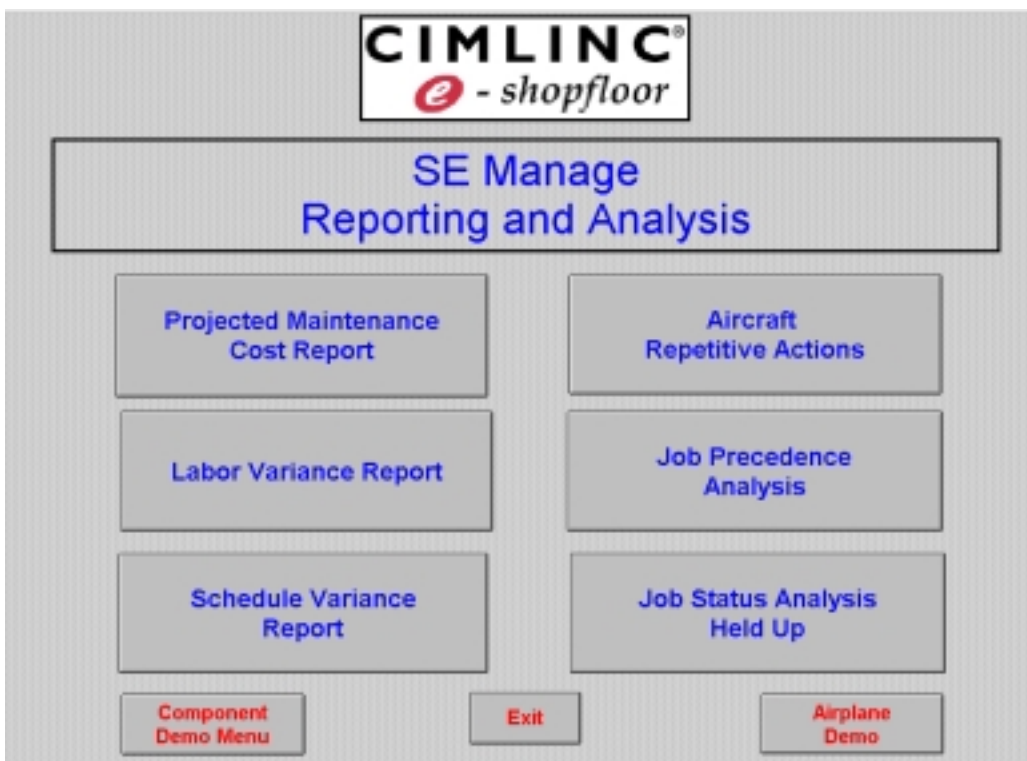 CIMLINC®
e - shopfloor
SE Manage
Reporting and Analysis
Projected Maintenance
Cost Report
Aircraft
Repetitive Actions
Labor Variance Report
Job Precedence
Analysis
Schedule Variance
Report
Job Status Analysis
Held Up
Component
Demo Menu
Exit
Airplane
Demo